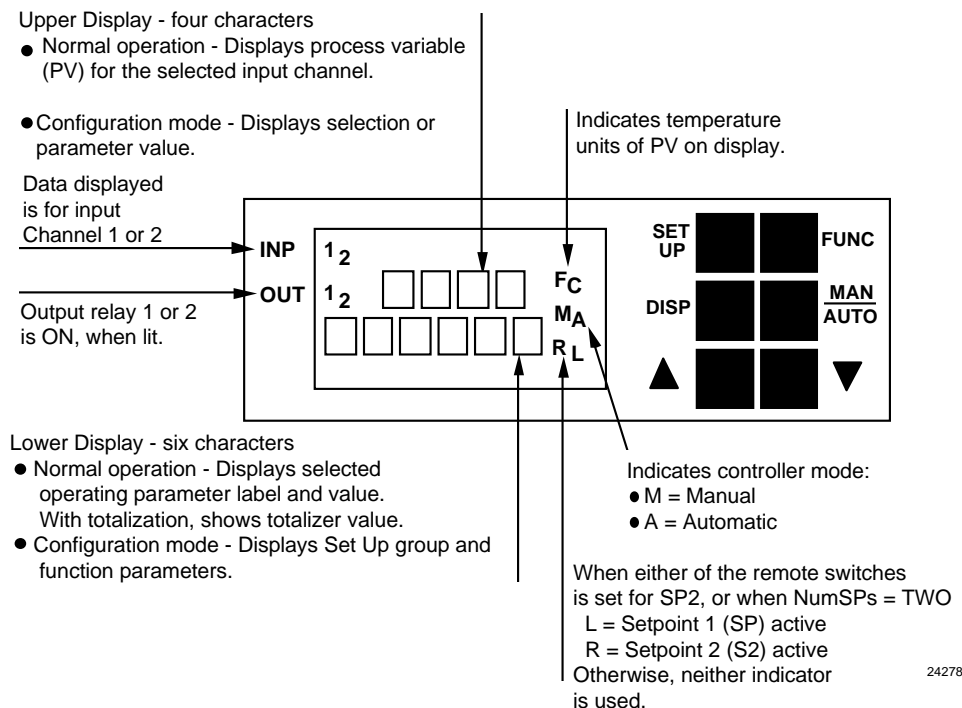 Upper Display - four characters
● Normal operation - Displays process variable
(PV) for the selected input channel.
● Configuration mode - Displays selection or
parameter value.
Indicates temperature
units of PV on display.
Data displayed
is for input
Channel 1 or 2
Output relay 1 or 2
is ON, when lit.
INP 1 2
OUT 1 2
F C
M A
R L
SET
UP
FUNC
DISP
MAN
AUTO
Lower Display - six characters
● Normal operation - Displays selected
operating parameter label and value.
With totalization, shows totalizer value.
● Configuration mode - Displays Set Up group and
function parameters.
Indicates controller mode:
● M = Manual
● A = Automatic
When either of the remote switches
is set for SP2, or when NumSPs = TWO
L = Setpoint 1 (SP) active
R = Setpoint 2 (S2) active
Otherwise, neither indicator
is used.
24278